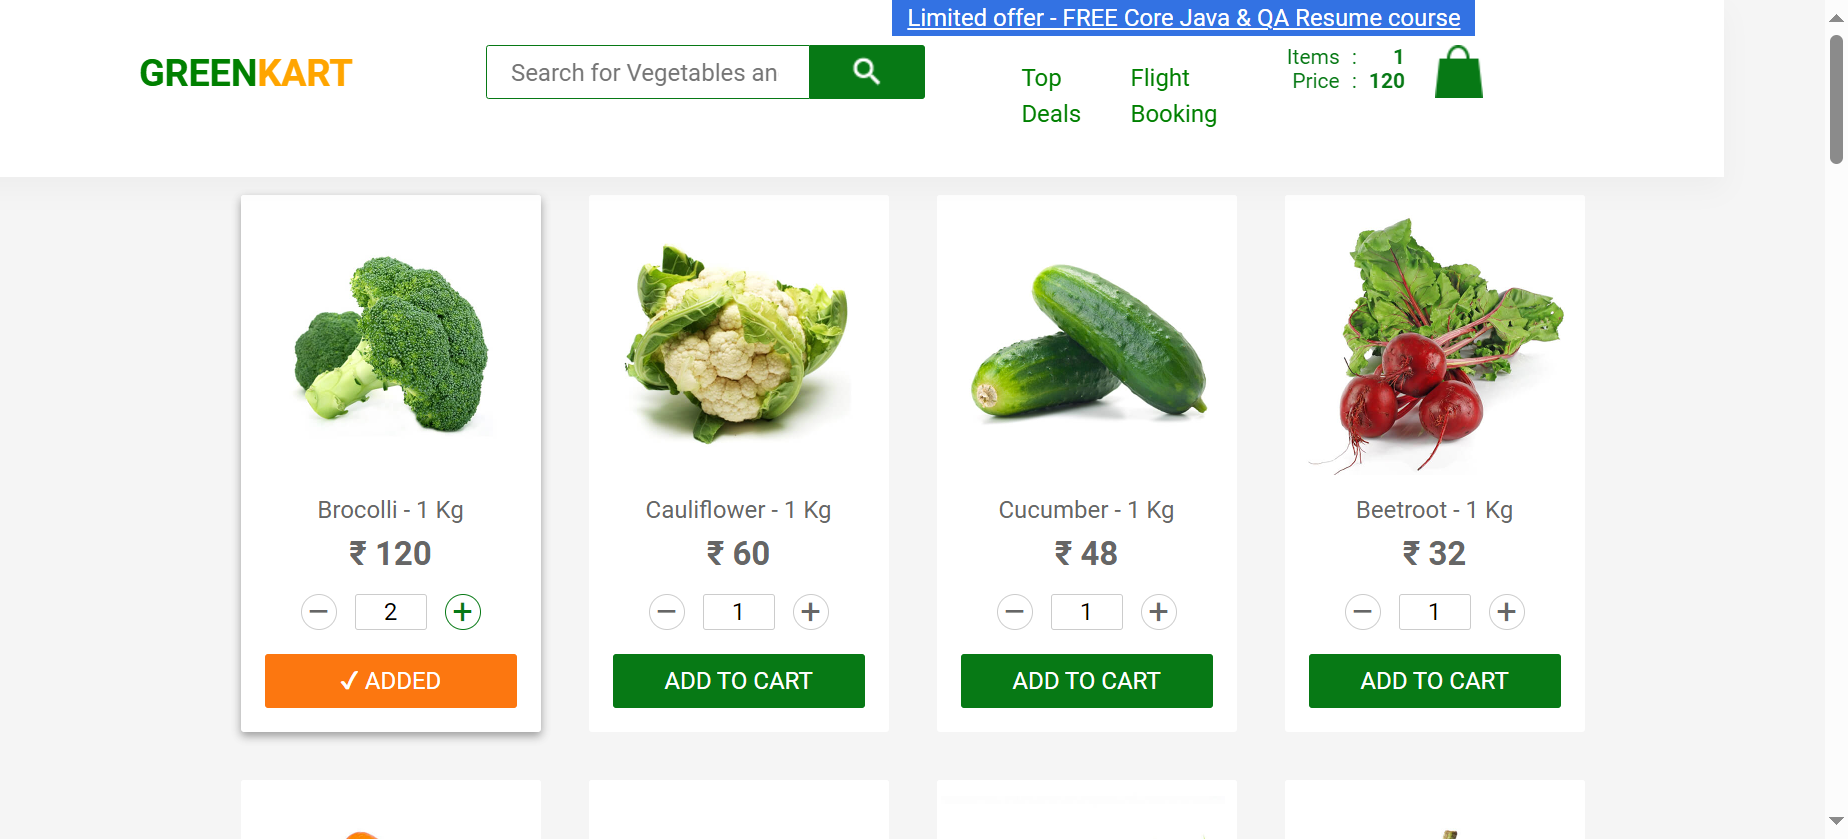 Limited offer - FREE Core Java & QA Resume course
GREENKART
Search for Vegetables an
Top Deals
Flight Booking
Items : 1
Price : 120
Brocolli - 1 Kg
₹ 120
− 2 +
✓ ADDED
Cauliflower - 1 Kg
₹ 60
− 1 +
ADD TO CART
Cucumber - 1 Kg
₹ 48
− 1 +
ADD TO CART
Beetroot - 1 Kg
₹ 32
− 1 +
ADD TO CART